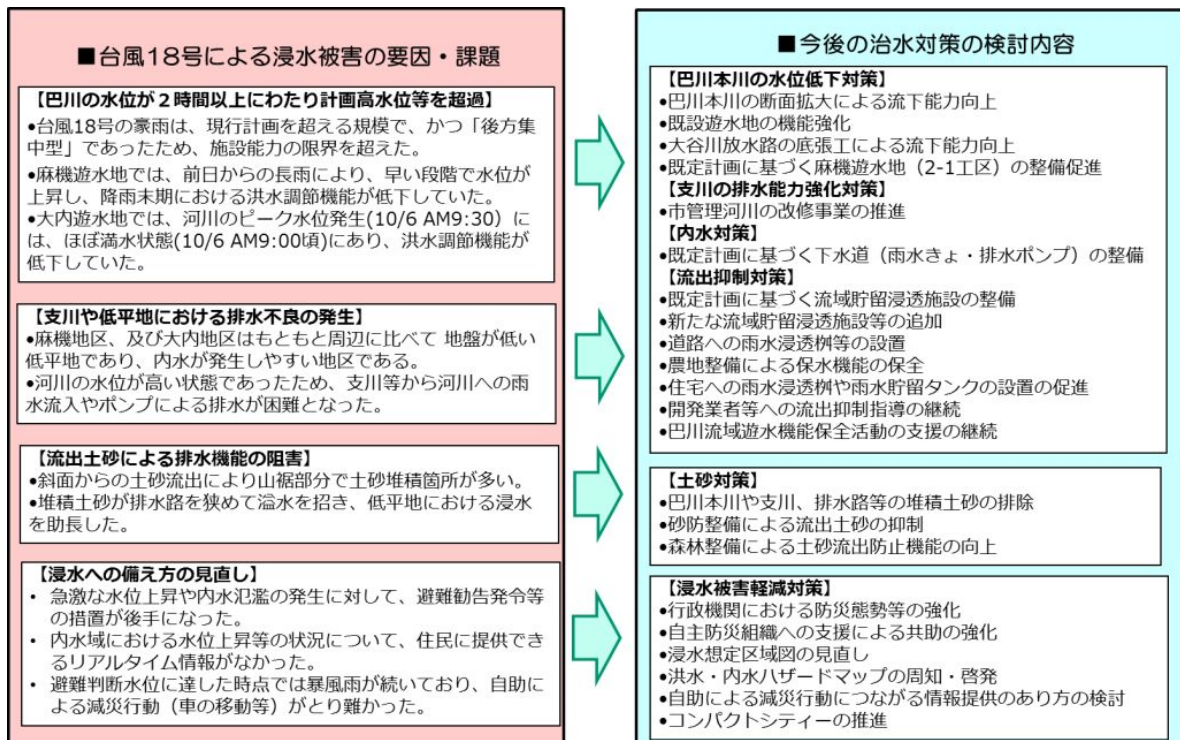 ■台風18号による浸水被害の要因・課題
【巴川の水位が２時間以上にわたり計画高水位等を超過】
●台風18号の豪雨は、現行計画を超える規模で、かつ「後方集
中型」であったため、施設能力の限界を超えた。
●麻機遊水地では、前日からの長雨により、早い段階で水位が
上昇し、降雨末期における洪水調節機能が低下していた。
●大内遊水地では、河川のピーク水位発生(10/6 AM9:30）に
は、ほぼ満水状態(10/6 AM9:00頃)にあり、洪水調節機能が
低下していた。
【支川や低平地における排水不良の発生】
●麻機地区、及び大内地区はもともと周辺に比べて 地盤が低い
低平地であり、内水が発生しやすい地区である。
●河川の水位が高い状態であったため、支川等から河川への雨
水流入やポンプによる排水が困難となった。
【流出土砂による排水機能の阻害】
●斜面からの土砂流出により山裾部分で土砂堆積箇所が多い。
●堆積土砂が排水路を狭めて溢水を招き、低平地における浸水
を助長した。
【浸水への備え方の見直し】
• 急激な水位上昇や内水氾濫の発生に対して、避難勧告発令等
の措置が後手になった。
• 内水域における水位上昇等の状況について、住民に提供でき
るリアルタイム情報がなかった。
• 避難判断水位に達した時点では暴風雨が続いており、自助に
よる減災行動（車の移動等）がとり難かった。
■今後の治水対策の検討内容
【巴川本川の水位低下対策】
●巴川本川の断面拡大による流下能力向上
●既設遊水地の機能強化
●大谷川放水路の底張工による流下能力向上
●既定計画に基づく麻機遊水地（2-1工区）の整備促進
【支川の排水能力強化対策】
●市管理河川の改修事業の推進
【内水対策】
●既定計画に基づく下水道（雨水きょ・排水ポンプ）の整備
【流出抑制対策】
●既定計画に基づく流域貯留浸透施設の整備
●新たな流域貯留浸透施設等の追加
●道路への雨水浸透桝等の設置
●農地整備による保水機能の保全
●住宅への雨水浸透桝や雨水貯留タンクの設置の促進
●開発業者等への流出抑制指導の継続
●巴川流域遊水機能保全活動の支援の継続
【土砂対策】
●巴川本川や支川、排水路等の堆積土砂の排除
●砂防整備による流出土砂の抑制
●森林整備による土砂流出防止機能の向上
【浸水被害軽減対策】
●行政機関における防災態勢等の強化
●自主防災組織への支援による共助の強化
●浸水想定区域図の見直し
●洪水・内水ハザードマップの周知・啓発
●自助による減災行動につながる情報提供のあり方の検討
●コンパクトシティーの推進